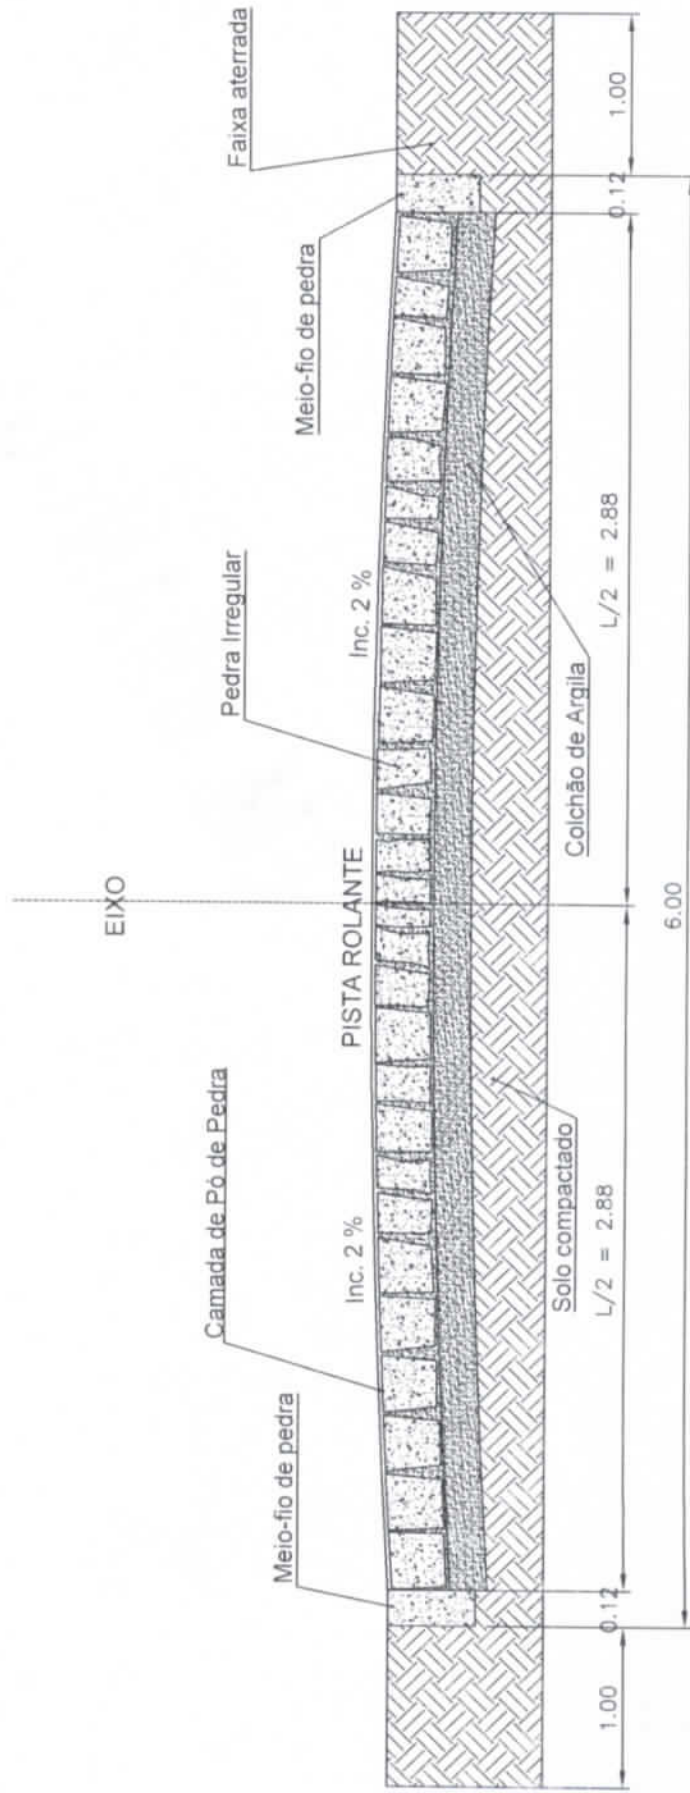 EIXO
Meio-fio de pedra
Camada de Pó de Pedra
Pedra Irregular
Meio-fio de pedra
Faixa aterrada
Inc. 2 %
PISTA ROLANTE
Inc. 2 %
Solo compactado
Colchão de Argila
1.00
0.12
L/2 = 2.88
L/2 = 2.88
0.12
1.00
6.00